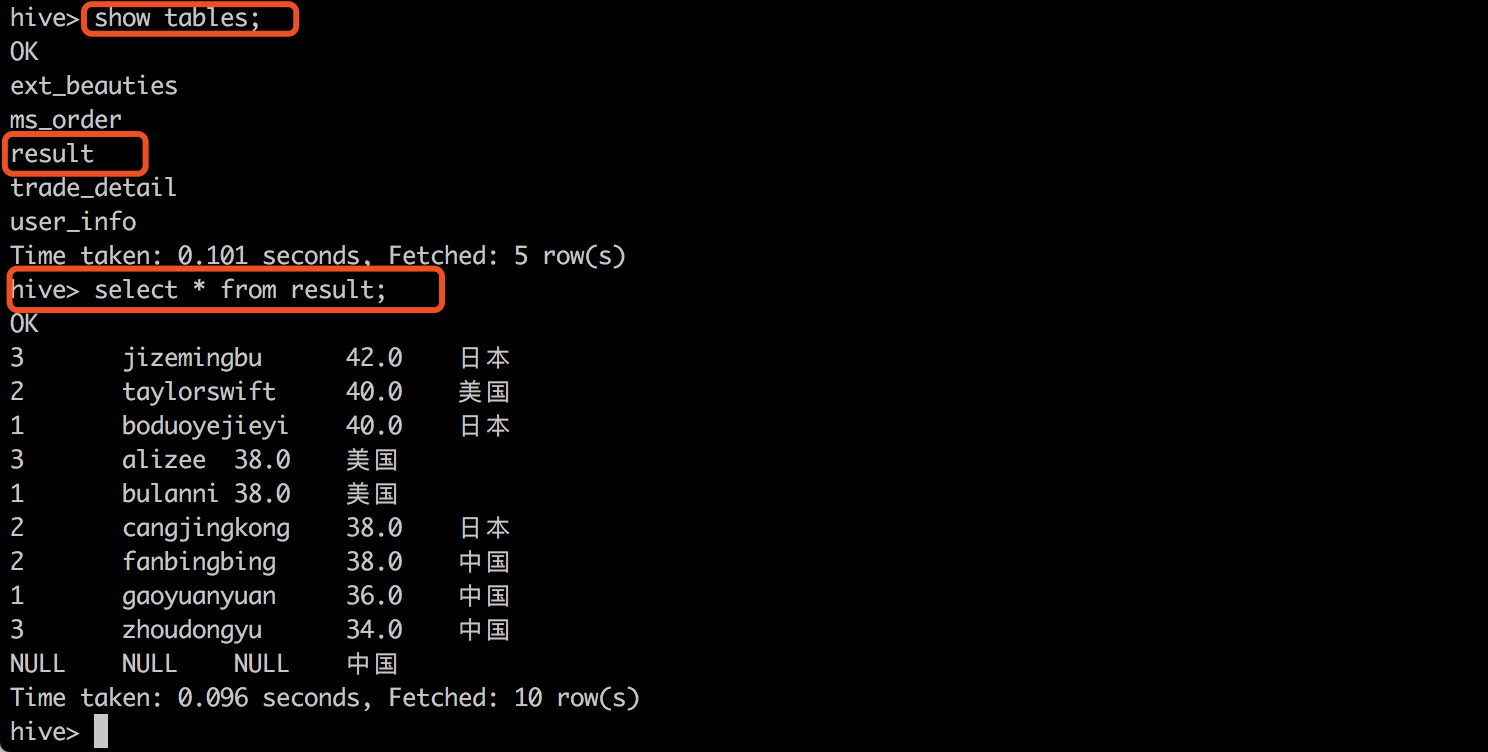 hive> show tables;
OK
ext_beauties
ms_order
result
trade_detail
user_info
Time taken: 0.101 seconds, Fetched: 5 row(s)
hive> select * from result;
OK
3 jizemingbu 42.0 日本
2 taylorswift 40.0 美国
1 boduoyejieyi 40.0 日本
3 alizee 38.0 美国
1 bulanni 38.0 美国
2 cangjingkong 38.0 日本
2 fanbingbing 38.0 中国
1 gaoyuanyuan 36.0 中国
3 zhoudongyu 34.0 中国
NULL NULL NULL 中国
Time taken: 0.096 seconds, Fetched: 10 row(s)
hive>